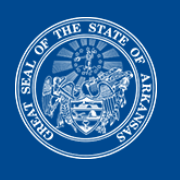 GREAT SEAL OF THE STATE OF ARKANSAS